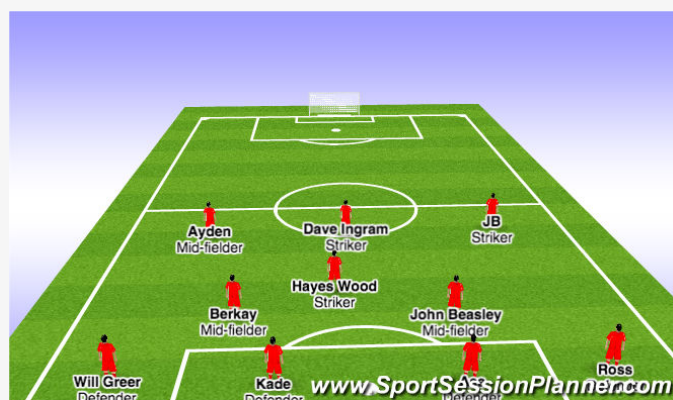 Ayden
Mid-fielder
Dave Ingram
Striker
JB
Striker
Hayes Wood
Striker
Berkay
Mid-fielder
John Beasley
Mid-fielder
Will Greer
Defender
Kade
Defender
Defender
Ross
www.SportSessionPlanner.com